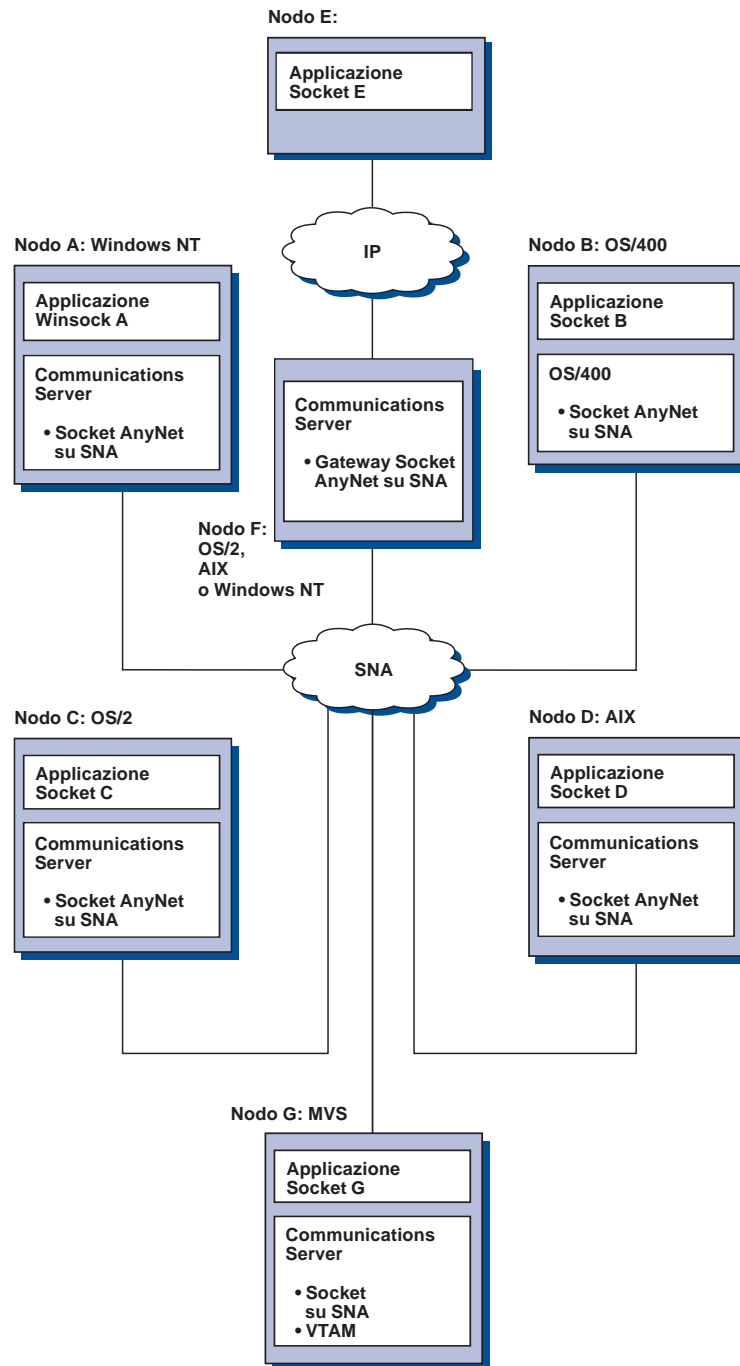 Nodo E:
Applicazione
Socket E
IP
Nodo A: Windows NT
Applicazione
Winsock A
Communications
Server
• Socket AnyNet
su SNA
Nodo B: OS/400
Applicazione
Socket B
OS/400
• Socket AnyNet
su SNA
Communications
Server
• Gateway Socket
AnyNet su SNA
Nodo F:
OS/2,
AIX
o Windows NT
SNA
Nodo C: OS/2
Applicazione
Socket C
Communications
Server
• Socket AnyNet
su SNA
Nodo D: AIX
Applicazione
Socket D
Communications
Server
• Socket AnyNet
su SNA
Nodo G: MVS
Applicazione
Socket G
Communications
Server
• Socket
su SNA
• VTAM